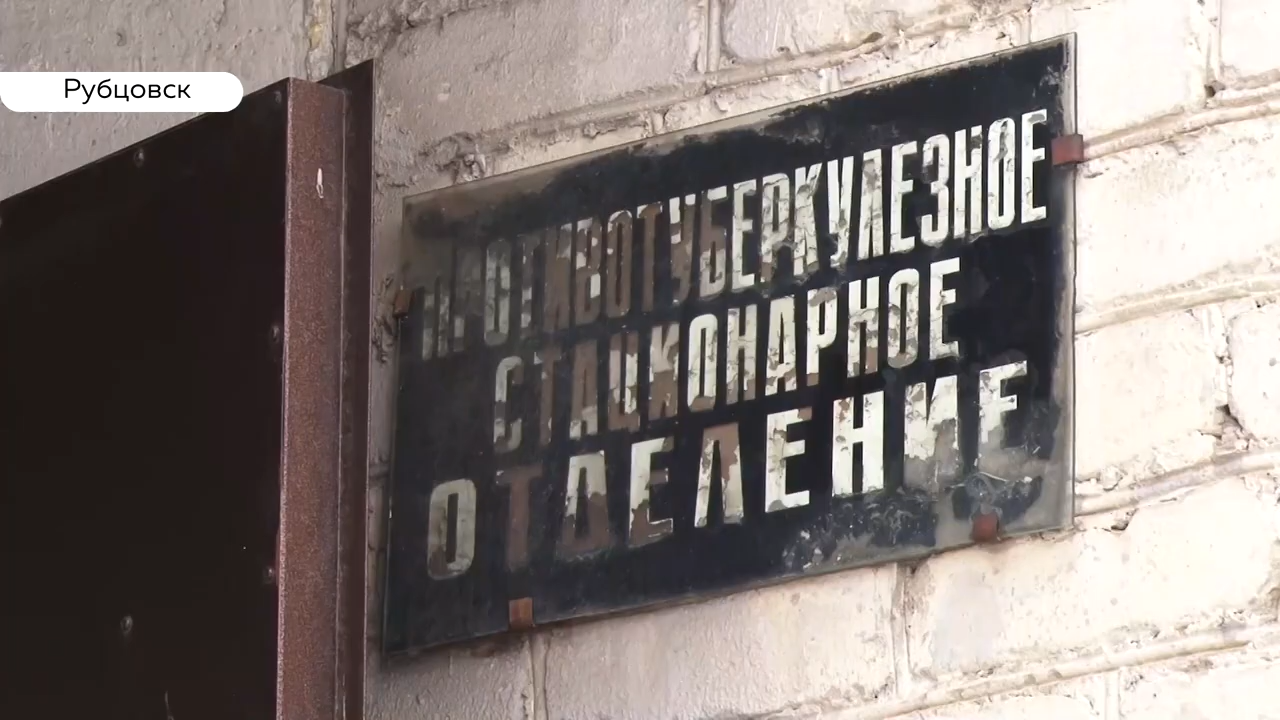 Рубцовск
ПРОТИВОТУБЕРКУЛЕЗНОЕ
СТАЦИОНАРНОЕ
ОТДЕЛЕНИЕ